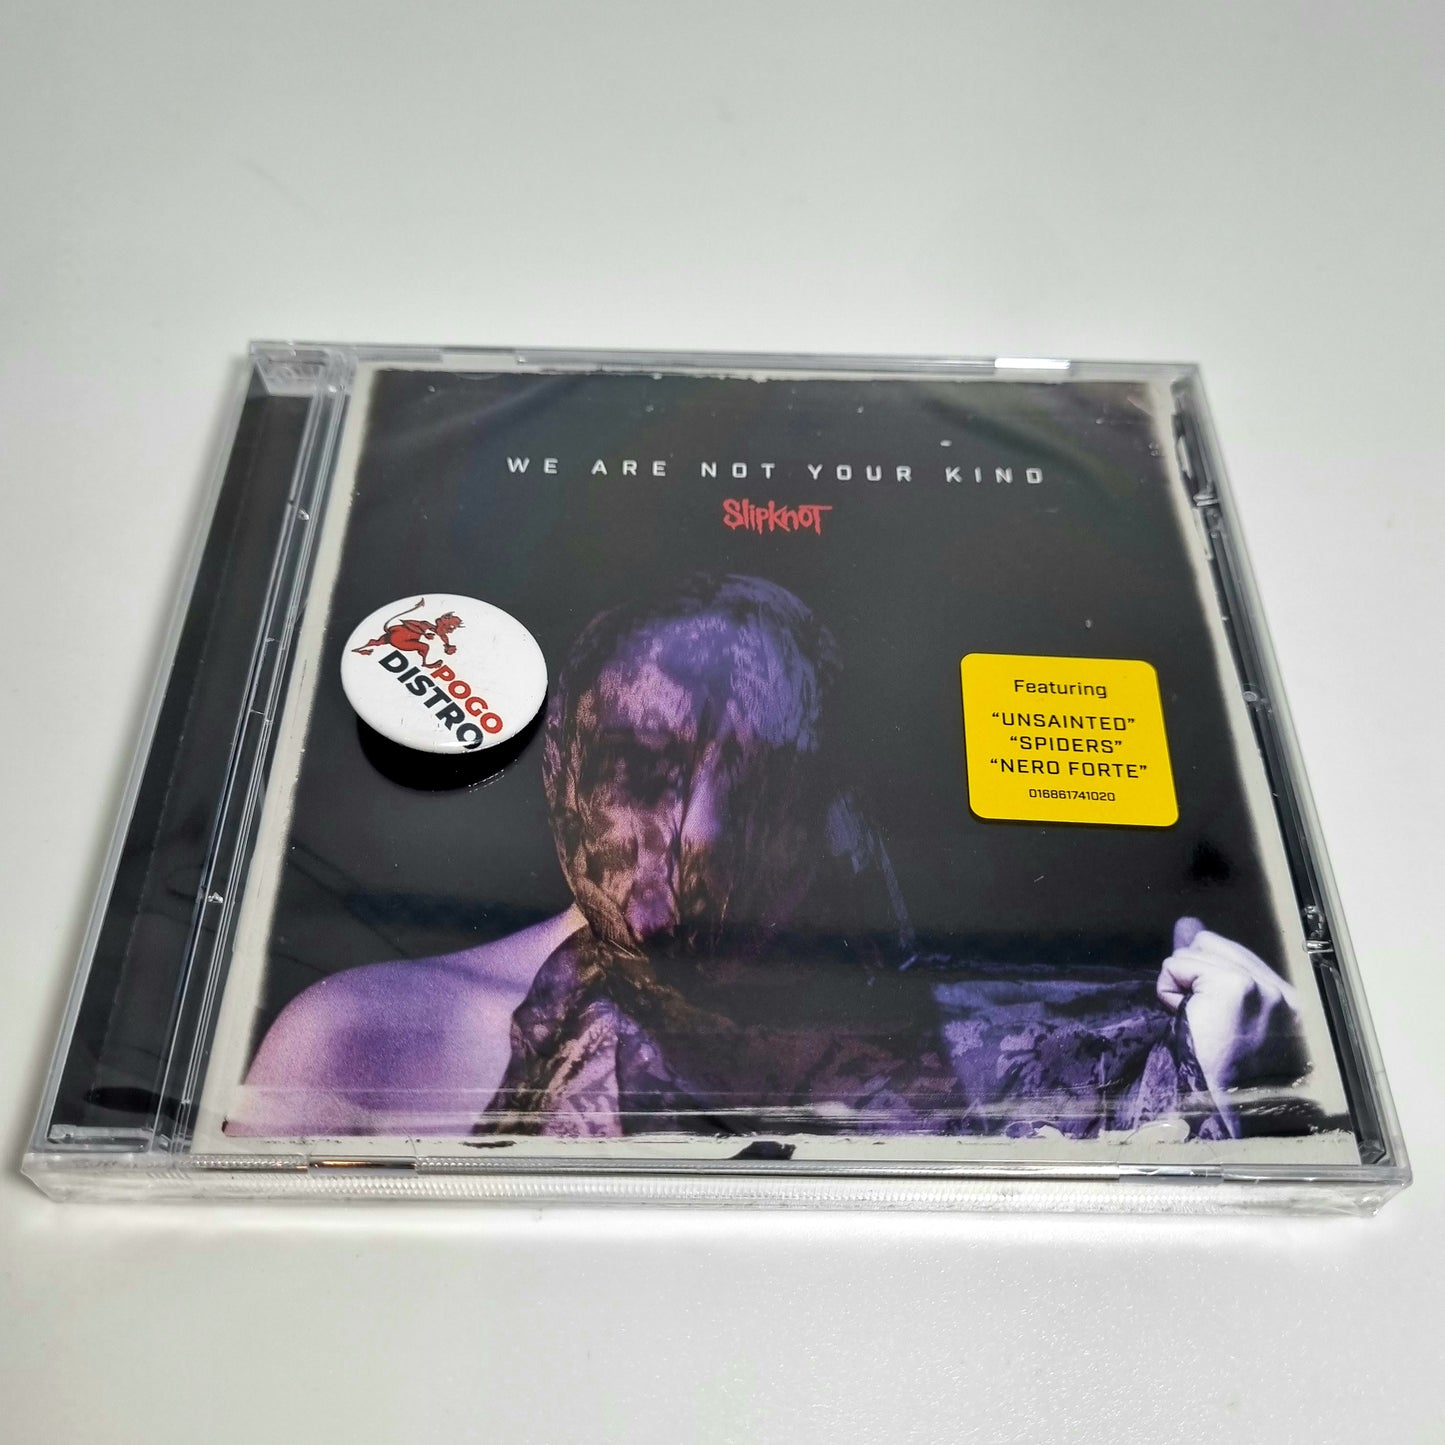 WE ARE NOT YOUR KIND
SlipKnoT
POGO
DISTRO
Featuring
“UNSAINTED”
“SPIDERS”
“NERO FORTE”
016861741020